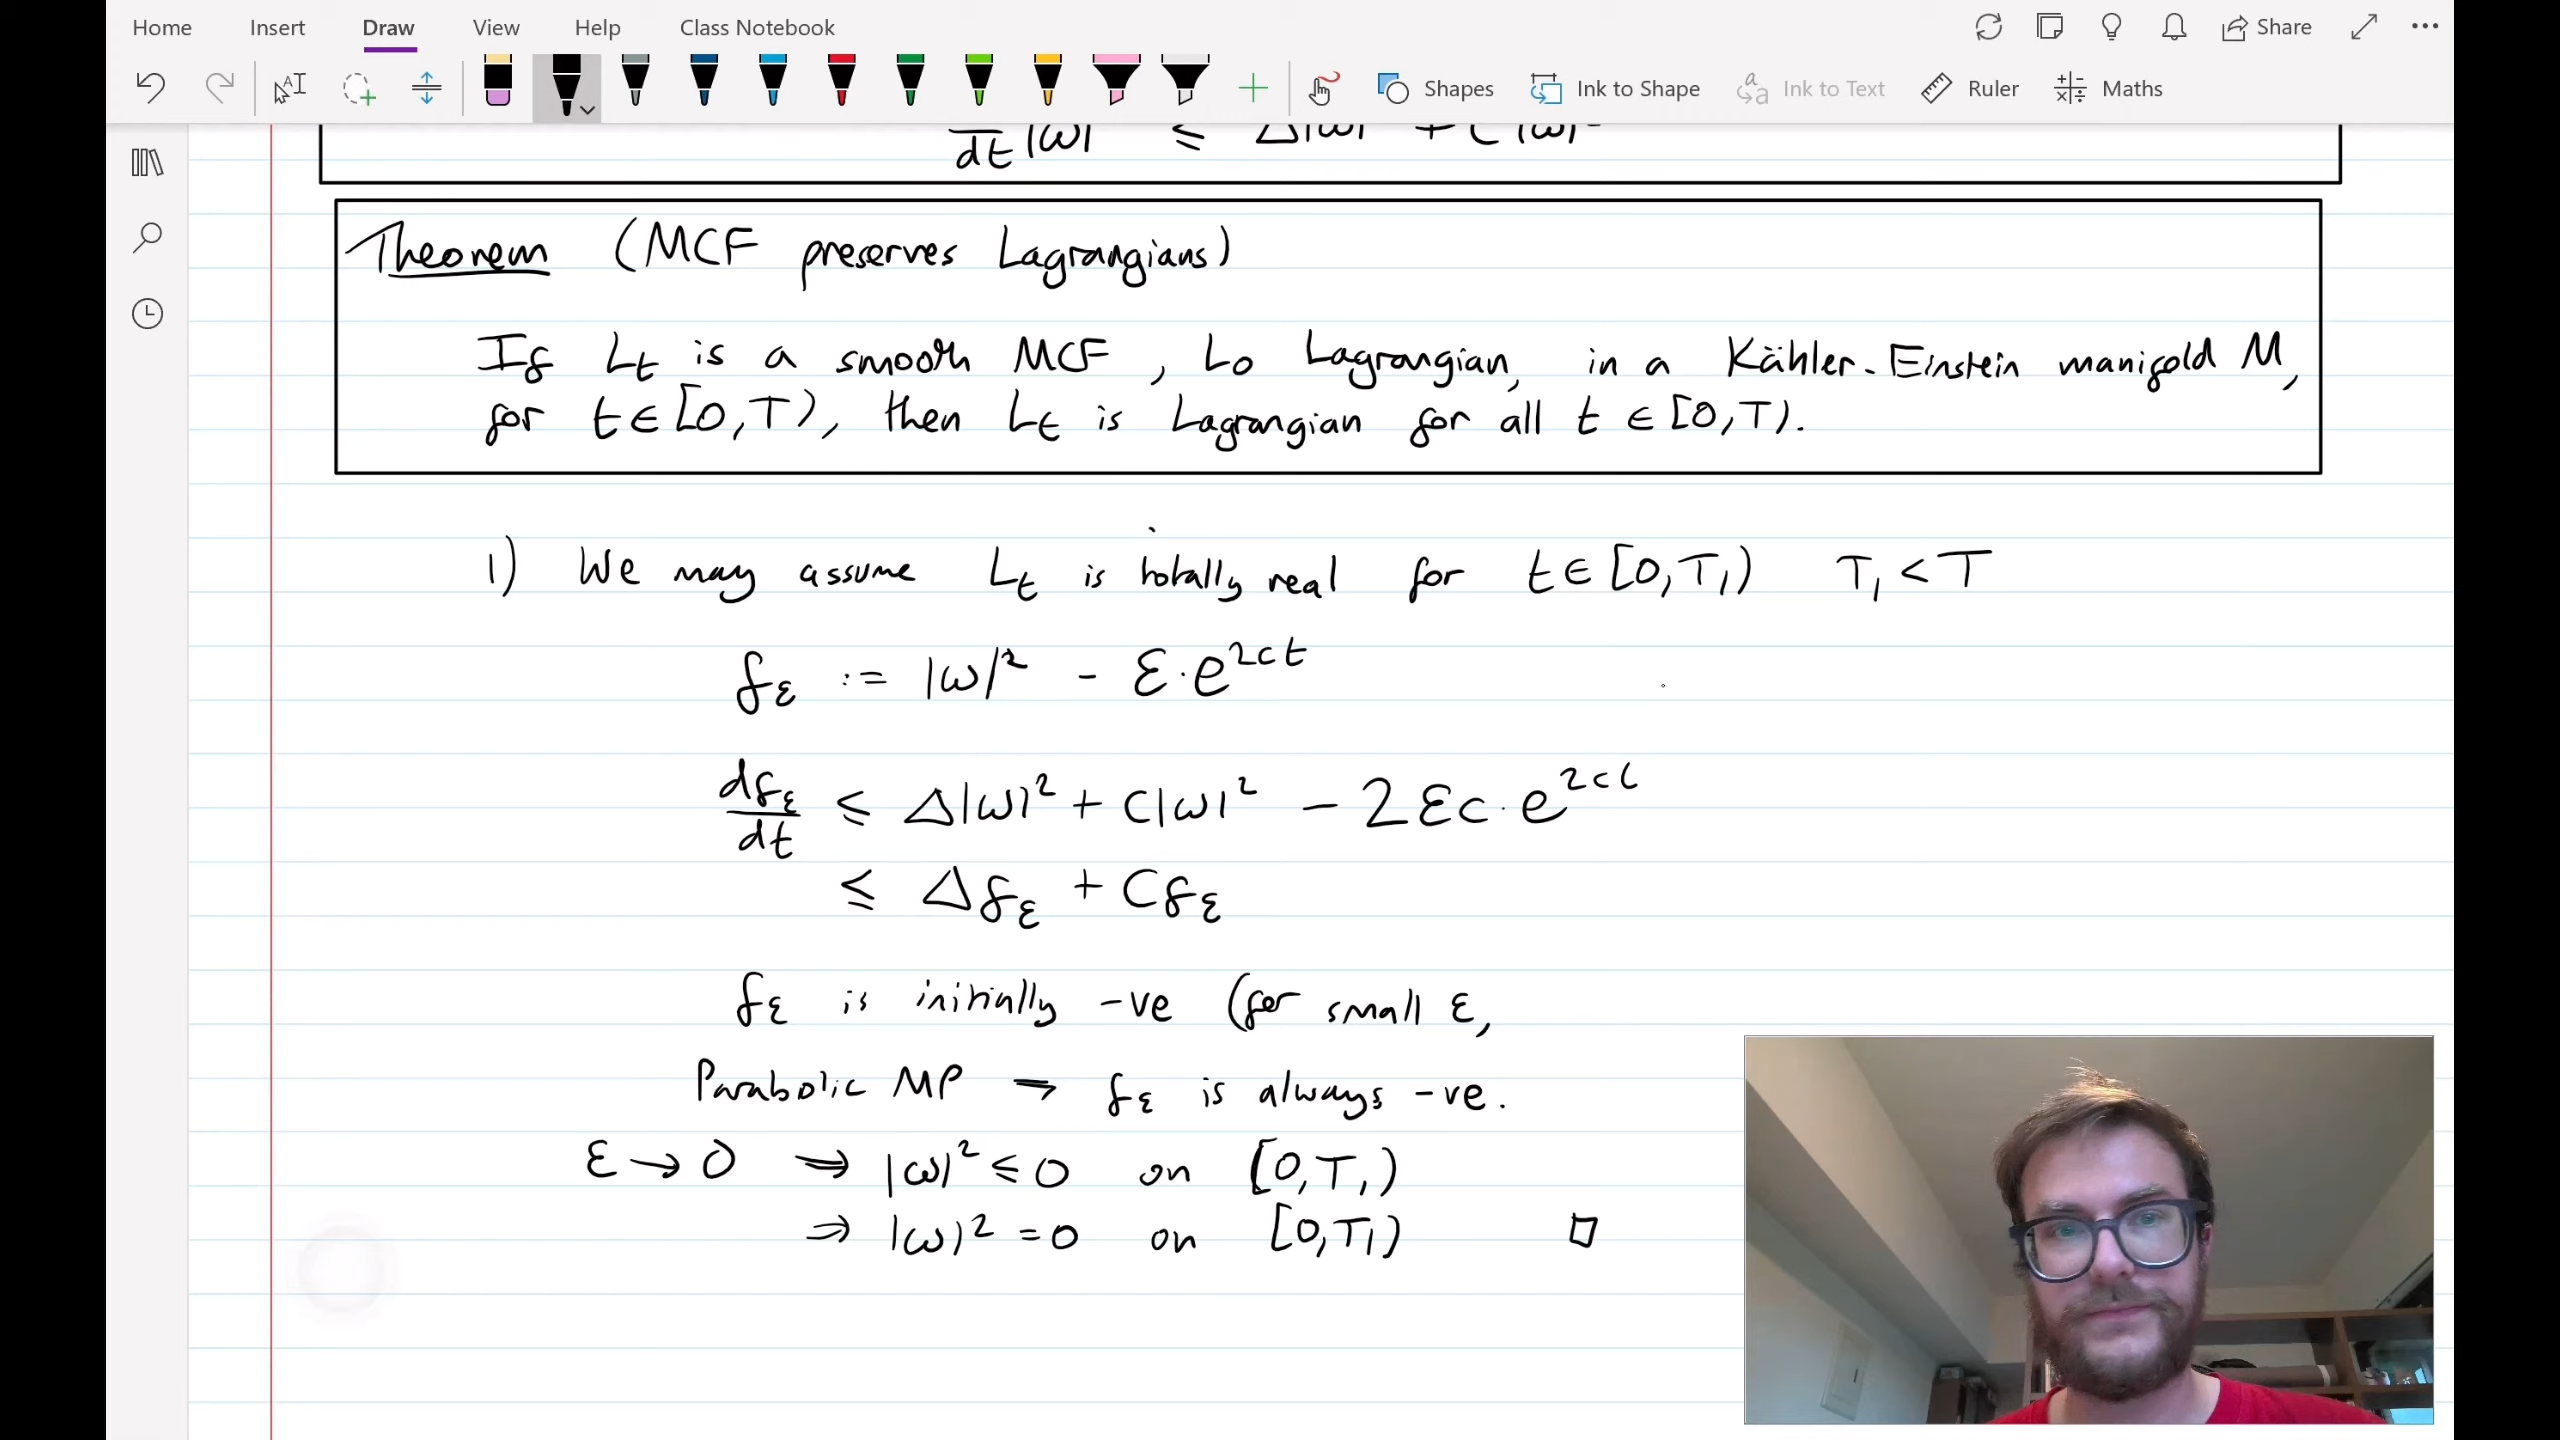 Home Insert Draw View Help Class Notebook Share
Shapes Ink to Shape Ink to Text Ruler Maths
dt |ω| ≤ Δ|ω| + C|ω|²
Theorem (MCF preserves Lagrangians)
If Lt is a smooth MCF, L0 Lagrangian, in a Kähler-Einstein manifold M,
for t ∈ [0,T), then Lt is Lagrangian for all t ∈ [0,T).
1) We may assume Lt is totally real for t ∈ [0,T₁) T₁ < T
fε := |ω|² - ε·e^{2ct}
dfε/dt ≤ Δ|ω|² + C|ω|² - 2εc·e^{2ct}
≤ Δfε + Cfε
fε is initially -ve (for small ε,
Parabolic MP → fε is always -ve.
ε → 0 ⇒ |ω|² ≤ 0 on [0,T₁)
⇒ |ω|² = 0 on [0,T₁) □